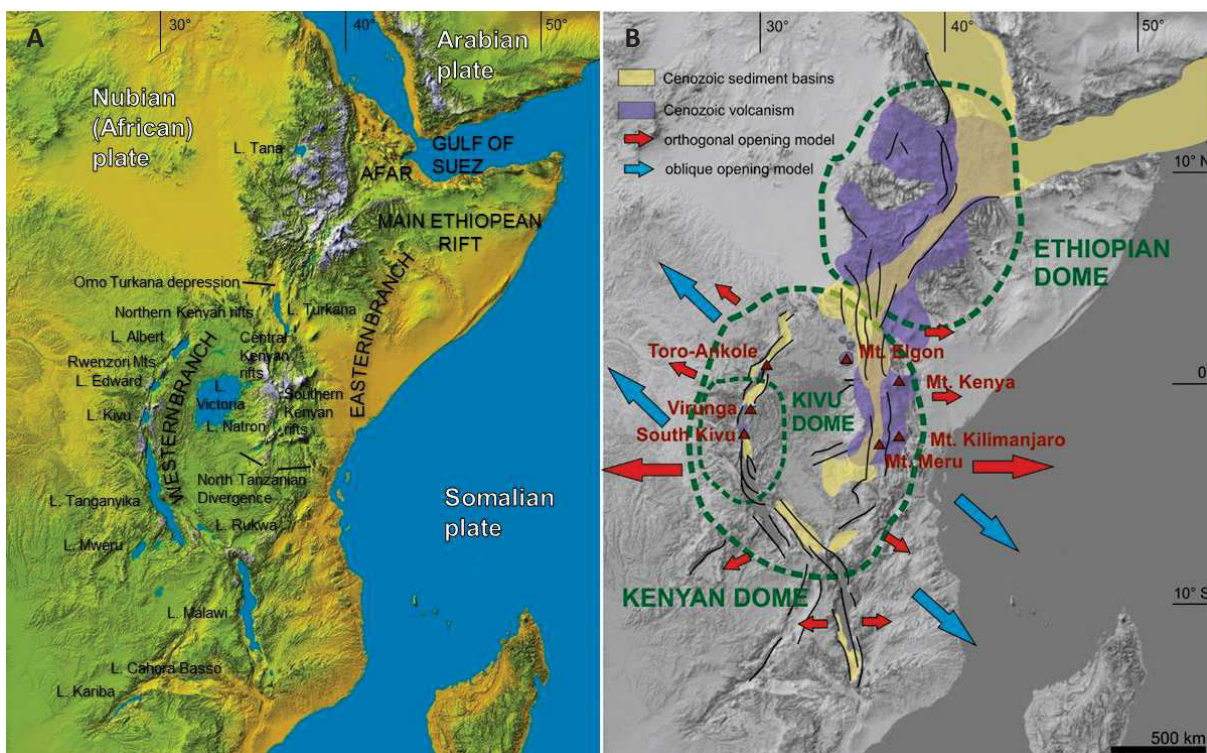 A
30°
40°
50°
Arabian
plate
Nubian
(African)
plate
L. Tana
GULF OF
SUEZ
AFAR
MAIN ETHIOPEAN
RIFT
Omo Turkana depression
Northern Kenyan rifts
L. Turkana
L. Albert
Central
Kenyan
rifts
Rwenzori Mts
L. Edward
WESTERN BRANCH
EASTERN BRANCH
L.
Victoria
L. Kivu
Southern
Kenyan
rifts
L. Natron
L. Tanganyika
North Tanzanian
Divergence
Somalian
plate
L. Rukwa
L. Mweru
L. Malawi
L. Cahora Basso
L. Kariba
B
30°
40°
50°
Cenozoic sediment basins
Cenozoic volcanism
orthogonal opening model
oblique opening model
10° N
ETHIOPIAN
DOME
Toro-Ankole
Mt. Elgon
0°
Mt. Kenya
Virunga
KIVU
DOME
South Kivu
Mt. Kilimanjaro
Mt. Meru
KENYAN DOME
10° S
500 km